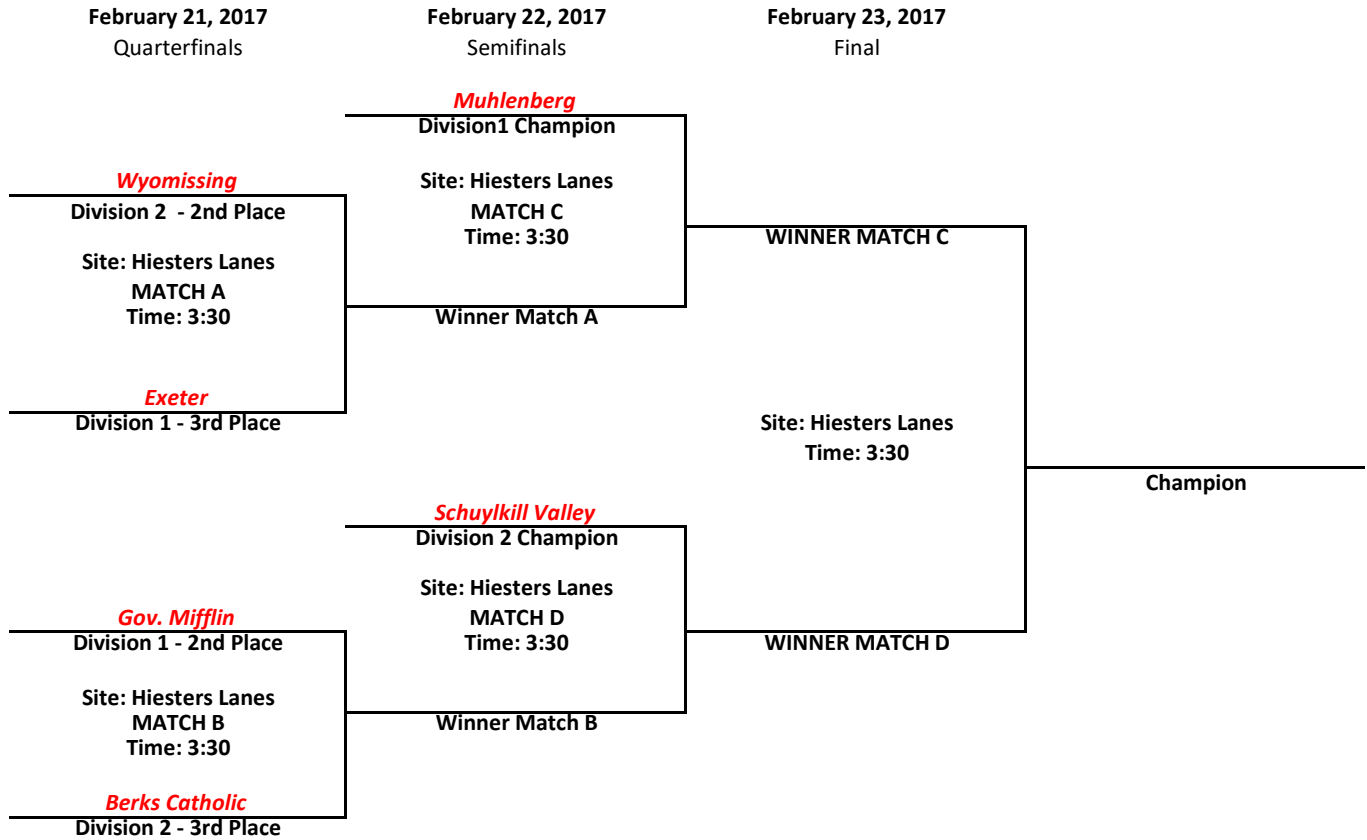 February 21, 2017
Quarterfinals
February 22, 2017
Semifinals
February 23, 2017
Final
Muhlenberg
Division1 Champion
Site: Hiesters Lanes
MATCH C
Time: 3:30
Wyomissing
Division 2  - 2nd Place
Site: Hiesters Lanes
MATCH A
Time: 3:30
WINNER MATCH C
Winner Match A
Exeter
Division 1 - 3rd Place
Site: Hiesters Lanes
Time: 3:30
Champion
Schuylkill Valley
Division 2 Champion
Site: Hiesters Lanes
MATCH D
Time: 3:30
Gov. Mifflin
Division 1 - 2nd Place
Site: Hiesters Lanes
MATCH B
Time: 3:30
WINNER MATCH D
Winner Match B
Berks Catholic
Division 2 - 3rd Place